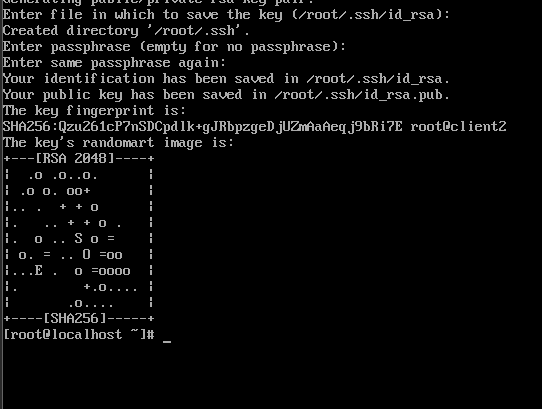 Generating public/private rsa key pair.
Enter file in which to save the key (/root/.ssh/id_rsa):
Created directory '/root/.ssh'.
Enter passphrase (empty for no passphrase):
Enter same passphrase again:
Your identification has been saved in /root/.ssh/id_rsa.
Your public key has been saved in /root/.ssh/id_rsa.pub.
The key fingerprint is:
SHA256:Qzu261cP7nSDCpdlk+gJRbpzgeDjUZmAaAeqj9bRi7E root@client2
The key's randomart image is:
+---[RSA 2048]----+
|  .o .o..o.      |
| .o o. oo+       |
|.. .  + + o      |
|.   .. + + o .   |
|.  o .. S o =    |
| o. = .. O =oo   |
|...E .  o =oooo  |
|.        +.o.... |
|       .o....    |
+----[SHA256]-----+
[root@localhost ~]# _